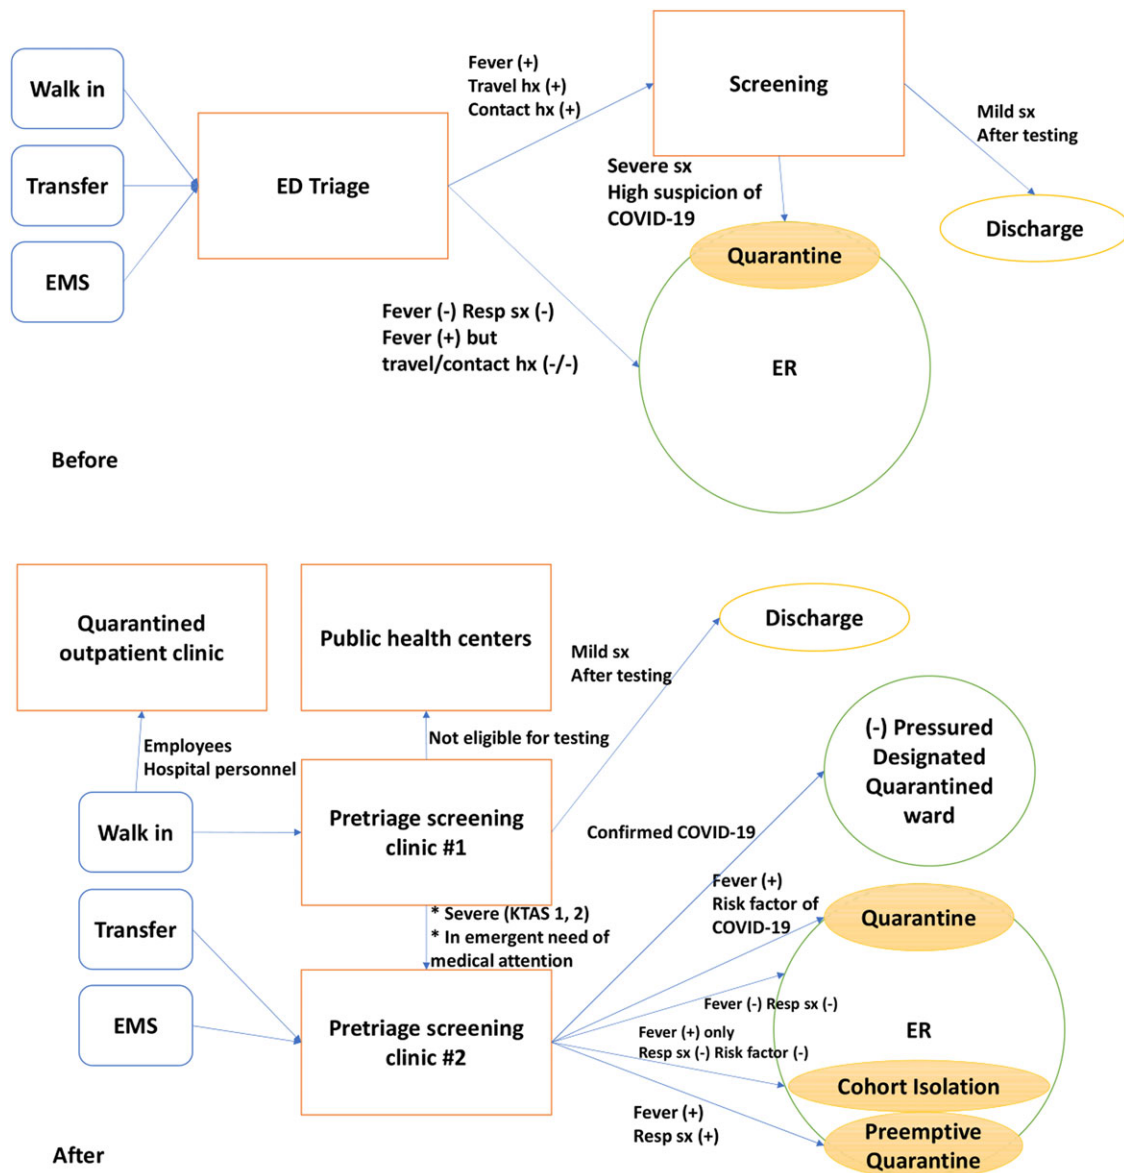 Walk in
Transfer
EMS
ED Triage
Fever (+)
Travel hx (+)
Contact hx (+)
Screening
Mild sx
After testing
Severe sx
High suspicion of
COVID-19
Discharge
Quarantine
Fever (-) Resp sx (-)
Fever (+) but
travel/contact hx (-/-)
ER
Before
Quarantined
outpatient clinic
Public health centers
Discharge
Mild sx
After testing
Employees
Hospital personnel
Not eligible for testing
(-) Pressured
Designated
Quarantined
ward
Walk in
Pretriage screening
clinic #1
Confirmed COVID-19
Transfer
* Severe (KTAS 1, 2)
* In emergent need of
medical attention
Fever (+)
Risk factor of
COVID-19
Quarantine
EMS
Pretriage screening
clinic #2
Fever (-) Resp sx (-)
Fever (+) only
Resp sx (-) Risk factor (-)
ER
Cohort Isolation
Fever (+)
Resp sx (+)
Preemptive
Quarantine
After